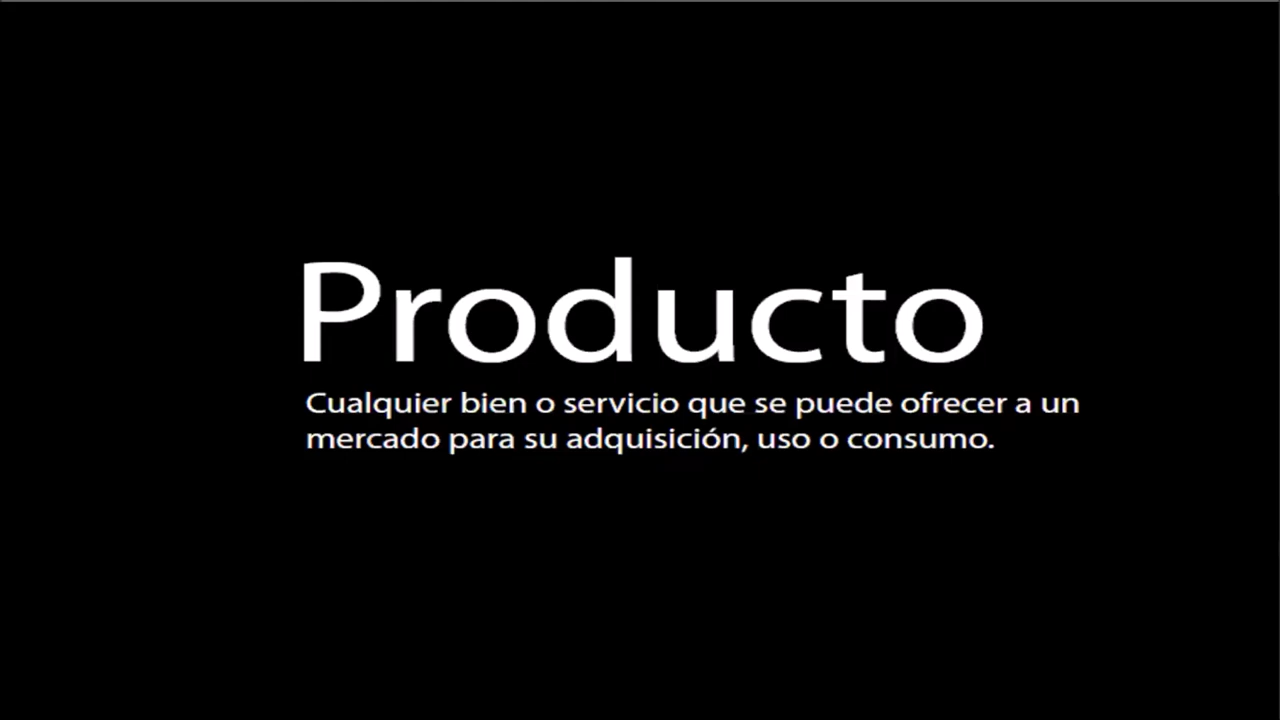 Producto
Cualquier bien o servicio que se puede ofrecer a un
mercado para su adquisición, uso o consumo.